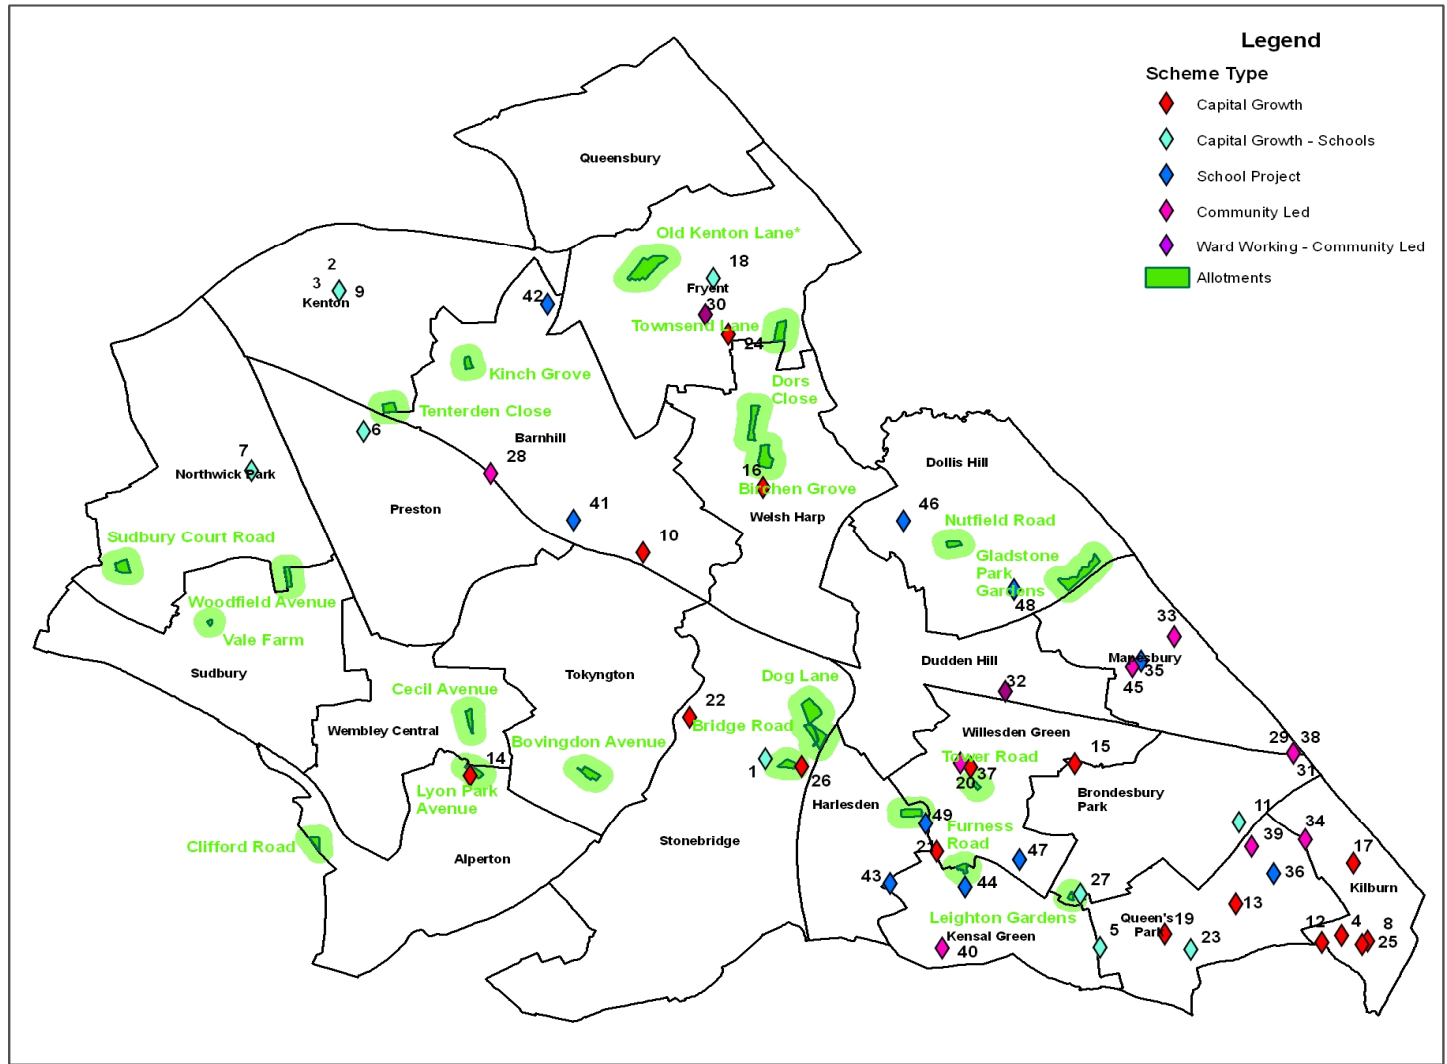 Legend
Scheme Type
Capital Growth
Capital Growth - Schools
School Project
Community Led
Ward Working - Community Led
Allotments
Queensbury
Old Kenton Lane*
18
Fryent
30
2
3
9
Kenton
42
Townsend Lane
24
Kinch Grove
Dors
Close
Tenterden Close
6
Barnhill
28
7
Northwick Park
16
Birchen Grove
Welsh Harp
Preston
41
10
Dollis Hill
46
Nutfield Road
Gladstone
Park
Gardens
48
Sudbury Court Road
Woodfield Avenue
Vale Farm
Sudbury
33
Mapesbury
35
45
Dudden Hill
32
Tokyngton
Dog Lane
Cecil Avenue
22
Bridge Road
Wembley Central
Bovingdon Avenue
Willesden Green
29
38
31
Tower Road
37
20
15
14
1
26
Lyon Park
Avenue
Harlesden
Brondesbury
Park
11
Clifford Road
Alperton
Stonebridge
49
Furness
Road
21
47
39
34
17
36
Kilburn
43
44
27
Leighton Gardens
13
Queen's
Park
19
5
23
12
4
8
25
Kensal Green
40